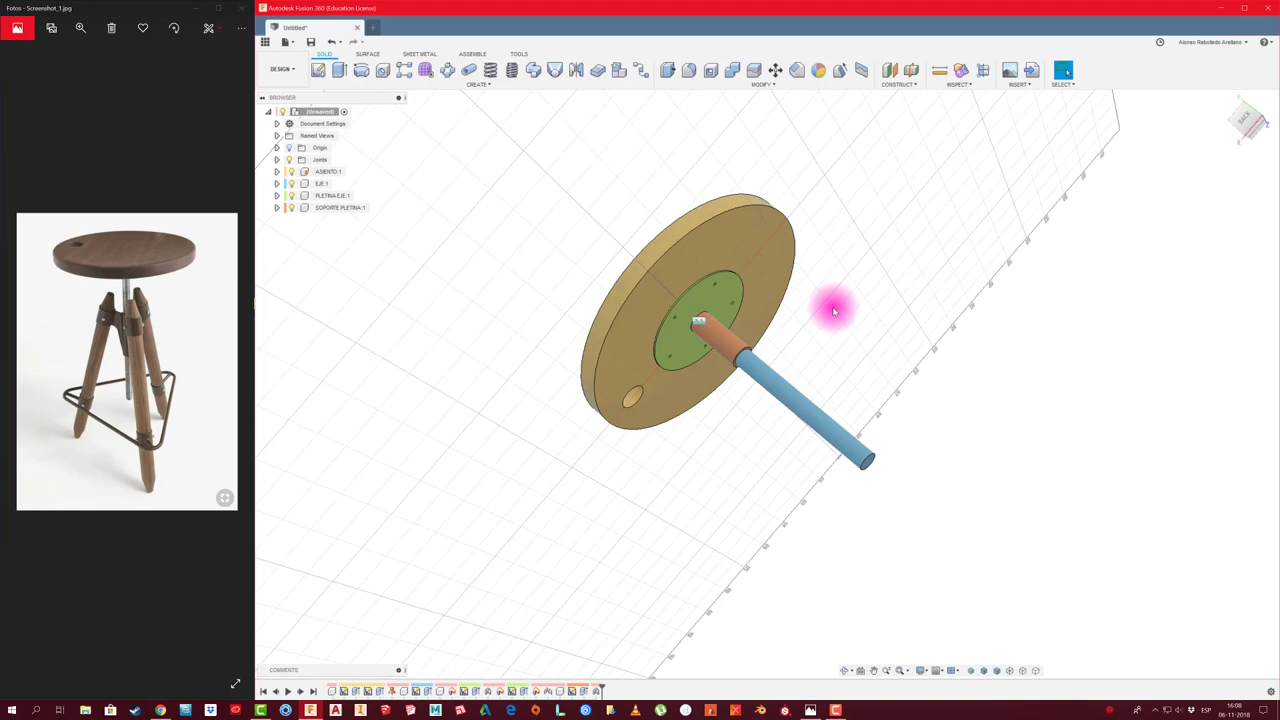 Fotos - Screenshot_1.jpg
Autodesk Fusion 360 (Education License)
Untitled*
Alonso Rebolledo Arellano
SOLID SURFACE SHEET METAL ASSEMBLE TOOLS
DESIGN
CREATE MODIFY CONSTRUCT INSPECT INSERT SELECT
BROWSER
(Unsaved)
Document Settings
Named Views
Origin
Joints
ASIENTO:1
EJE:1
PLETINA EJE:1
SOPORTE PLETINA:1
BACK
Y
Z
X
COMMENTS
ESP
16:08
06-11-2018